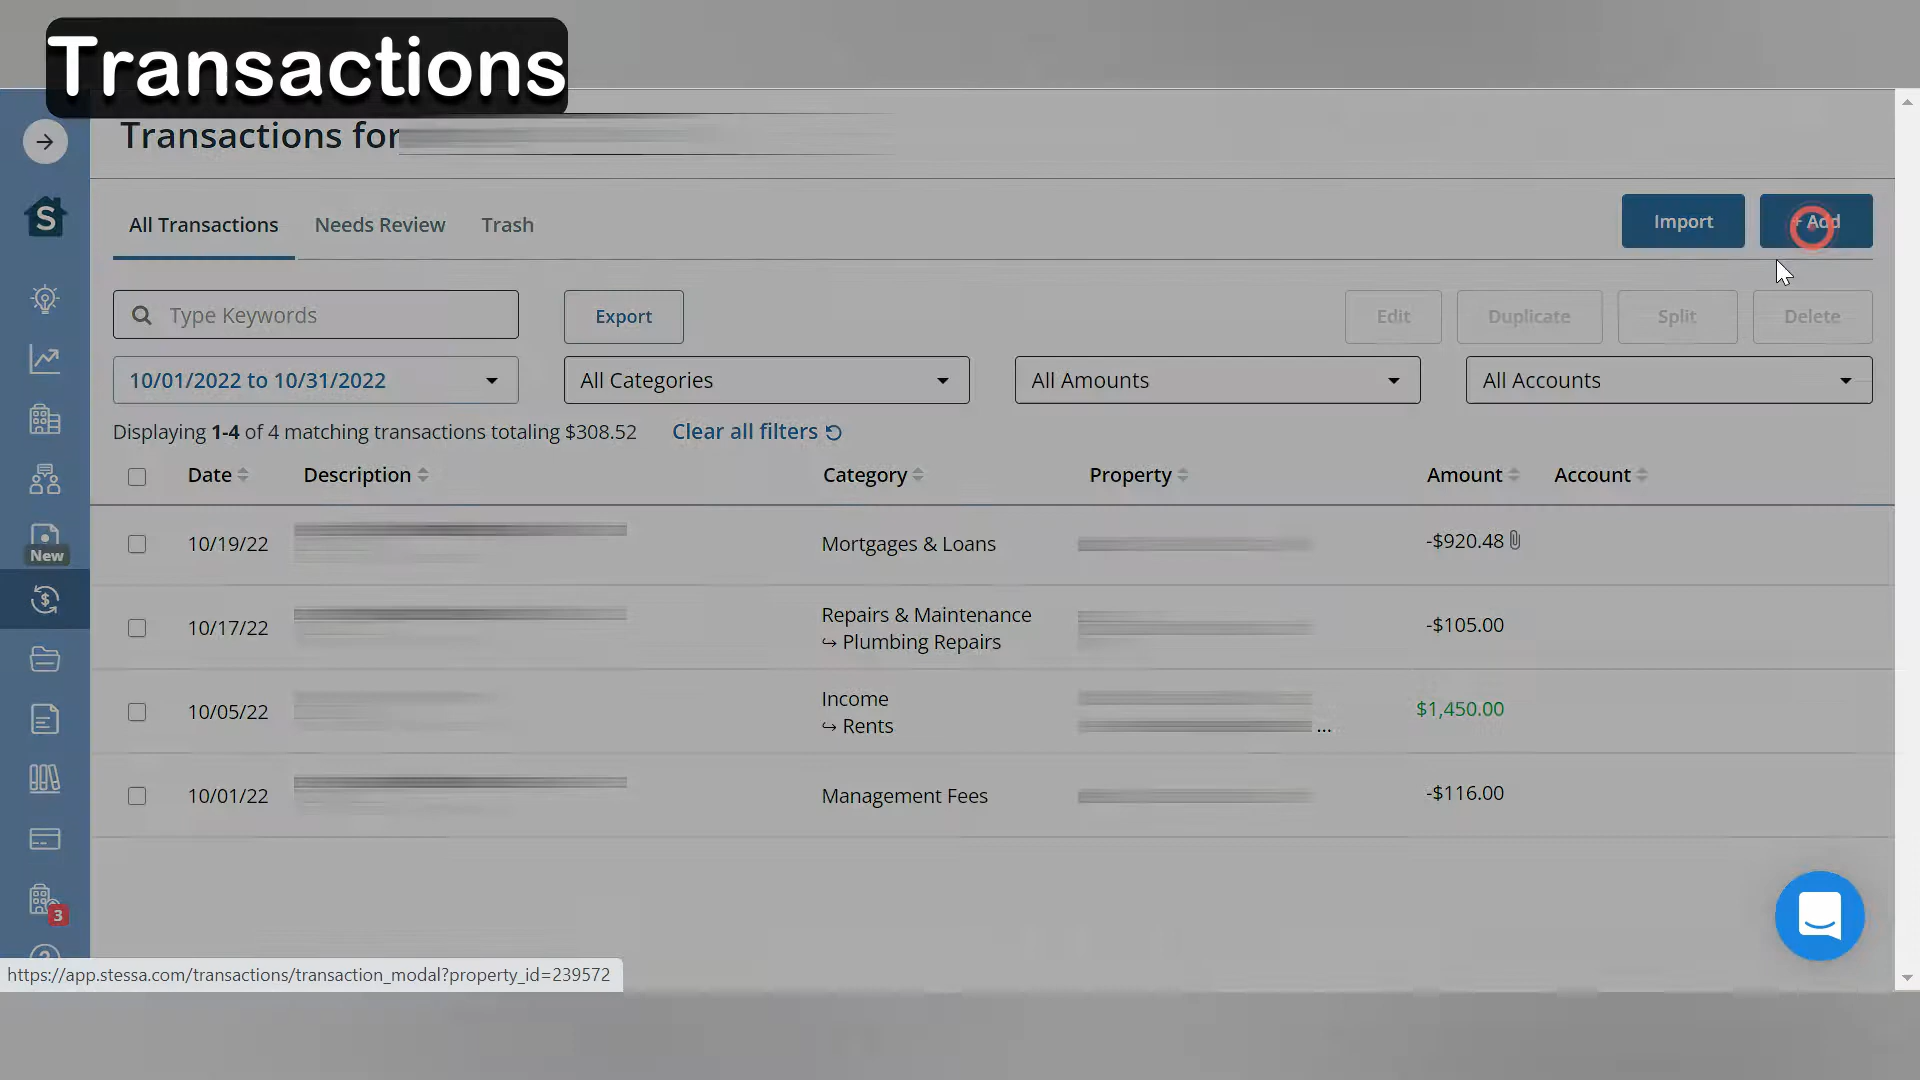 Transactions
Transactions for
All Transactions Needs Review Trash Import + Add
Type Keywords Export Edit Duplicate Split Delete
10/01/2022 to 10/31/2022 All Categories All Amounts All Accounts
Displaying 1-4 of 4 matching transactions totaling $308.52 Clear all filters
Date Description Category Property Amount Account
10/19/22 Mortgages & Loans -$920.48
10/17/22 Repairs & Maintenance -$105.00
↪ Plumbing Repairs
10/05/22 Income $1,450.00
↪ Rents ...
10/01/22 Management Fees -$116.00
S
New
3
https://app.stessa.com/transactions/transaction_modal?property_id=239572